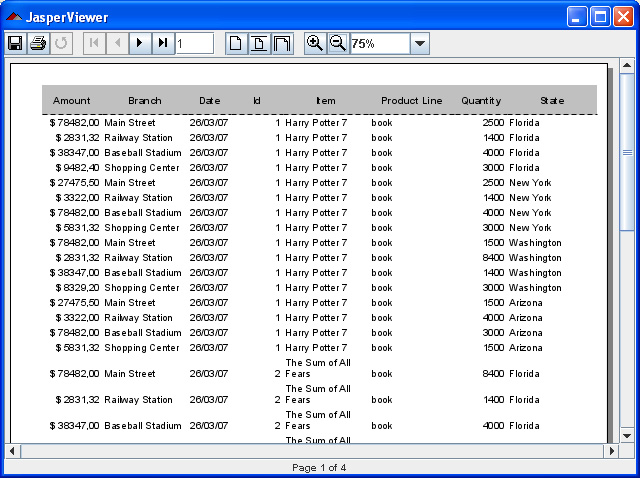 JasperViewer
1
75%
Amount Branch Date Id Item Product Line Quantity State
$ 78482,00 Main Street 26/03/07 1 Harry Potter 7 book 2500 Florida
$ 2831,32 Railway Station 26/03/07 1 Harry Potter 7 book 1400 Florida
$ 38347,00 Baseball Stadium 26/03/07 1 Harry Potter 7 book 4000 Florida
$ 9482,40 Shopping Center 26/03/07 1 Harry Potter 7 book 3000 Florida
$ 27475,50 Main Street 26/03/07 1 Harry Potter 7 book 2500 New York
$ 3322,00 Railway Station 26/03/07 1 Harry Potter 7 book 1400 New York
$ 78482,00 Baseball Stadium 26/03/07 1 Harry Potter 7 book 4000 New York
$ 5831,32 Shopping Center 26/03/07 1 Harry Potter 7 book 3000 New York
$ 78482,00 Main Street 26/03/07 1 Harry Potter 7 book 1500 Washington
$ 2831,32 Railway Station 26/03/07 1 Harry Potter 7 book 8400 Washington
$ 38347,00 Baseball Stadium 26/03/07 1 Harry Potter 7 book 1400 Washington
$ 8329,20 Shopping Center 26/03/07 1 Harry Potter 7 book 3000 Washington
$ 27475,50 Main Street 26/03/07 1 Harry Potter 7 book 1500 Arizona
$ 3322,00 Railway Station 26/03/07 1 Harry Potter 7 book 4000 Arizona
$ 78482,00 Baseball Stadium 26/03/07 1 Harry Potter 7 book 3000 Arizona
$ 5831,32 Shopping Center 26/03/07 1 Harry Potter 7 book 1500 Arizona
The Sum of All
$ 78482,00 Main Street 26/03/07 2 Fears book 8400 Florida
The Sum of All
$ 2831,32 Railway Station 26/03/07 2 Fears book 1400 Florida
The Sum of All
$ 38347,00 Baseball Stadium 26/03/07 2 Fears book 4000 Florida
The Sum of All
Page 1 of 4